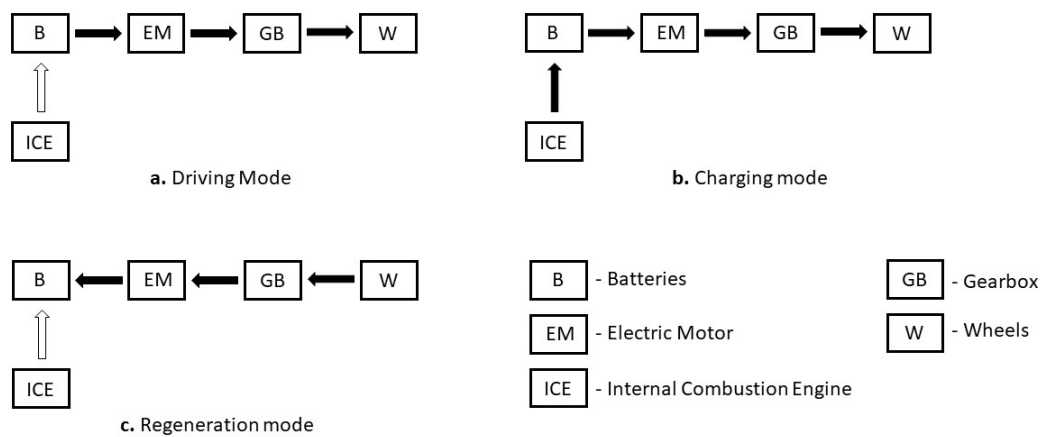 B EM GB W
ICE
a. Driving Mode
B EM GB W
ICE
b. Charging mode
B EM GB W
ICE
c. Regeneration mode
B - Batteries
EM - Electric Motor
ICE - Internal Combustion Engine
GB - Gearbox
W - Wheels